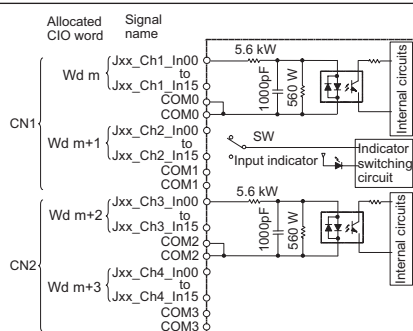 Allocated
CIO word
Signal
name
CN1
Wd m
Jxx_Ch1_In00
to
Jxx_Ch1_In15
COM0
COM0
Wd m+1
Jxx_Ch2_In00
to
Jxx_Ch2_In15
COM1
COM1
5.6 kW
1000pF
560 W
Internal circuits
SW
Input indicator
Indicator
switching
circuit
CN2
Wd m+2
Jxx_Ch3_In00
to
Jxx_Ch3_In15
COM2
COM2
Wd m+3
Jxx_Ch4_In00
to
Jxx_Ch4_In15
COM3
COM3
5.6 kW
1000pF
560 W
Internal circuits